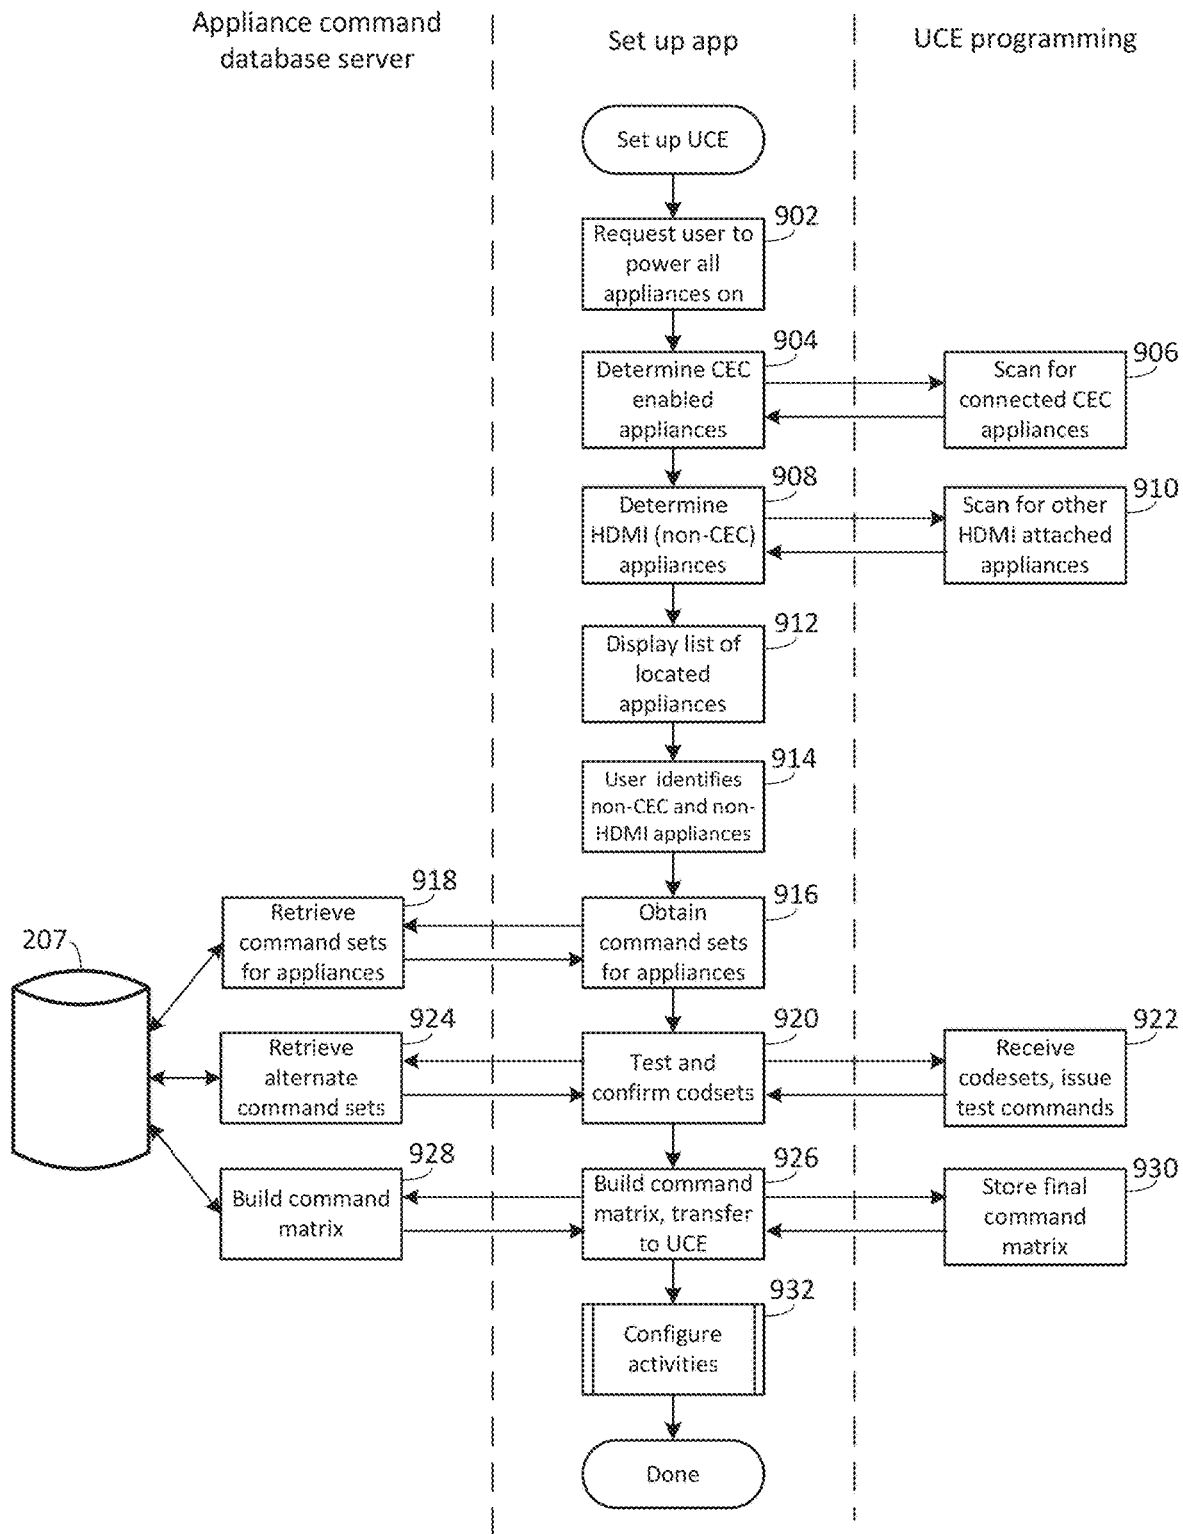 Appliance command
database server
Set up app
UCE programming
Set up UCE
902
Request user to
power all
appliances on
904
Determine CEC
enabled
appliances
906
Scan for
connected CEC
appliances
908
Determine
HDMI (non-CEC)
appliances
910
Scan for other
HDMI attached
appliances
912
Display list of
located
appliances
914
User identifies
non-CEC and non-
HDMI appliances
918
Retrieve
command sets
for appliances
916
Obtain
command sets
for appliances
207
924
Retrieve
alternate
command sets
920
Test and
confirm codsets
922
Receive
codesets, issue
test commands
928
Build command
matrix
926
Build command
matrix, transfer
to UCE
930
Store final
command
matrix
932
Configure
activities
Done